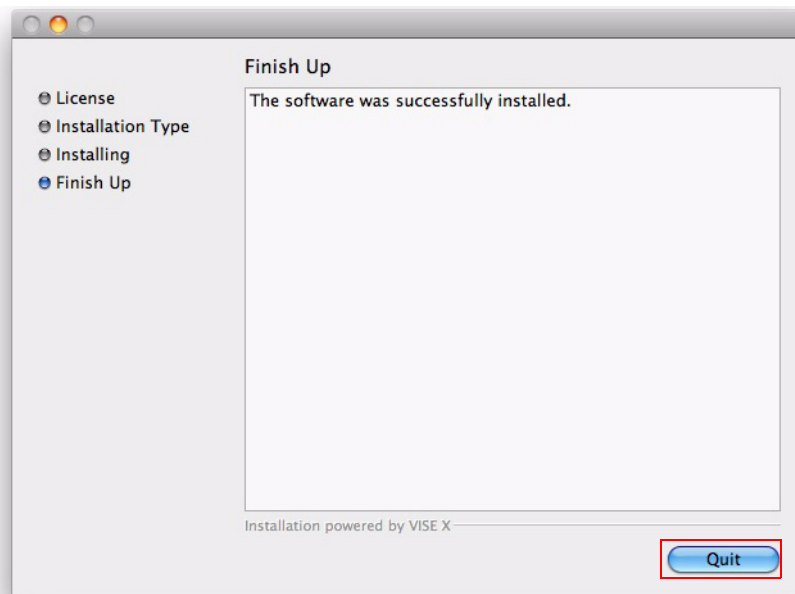 Finish Up
License
Installation Type
Installing
Finish Up
The software was successfully installed.
Installation powered by VISE X
Quit